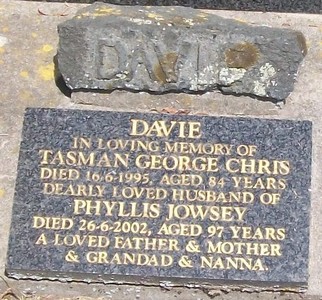 DAVIE
DAVIE
IN LOVING MEMORY OF
TASMAN GEORGE CHRIS
DIED 16-6-1995, AGED 84 YEARS
DEARLY LOVED HUSBAND OF
PHYLLIS JOWSEY
DIED 26-6-2002, AGED 97 YEARS
A LOVED FATHER & MOTHER
& GRANDAD & NANNA.